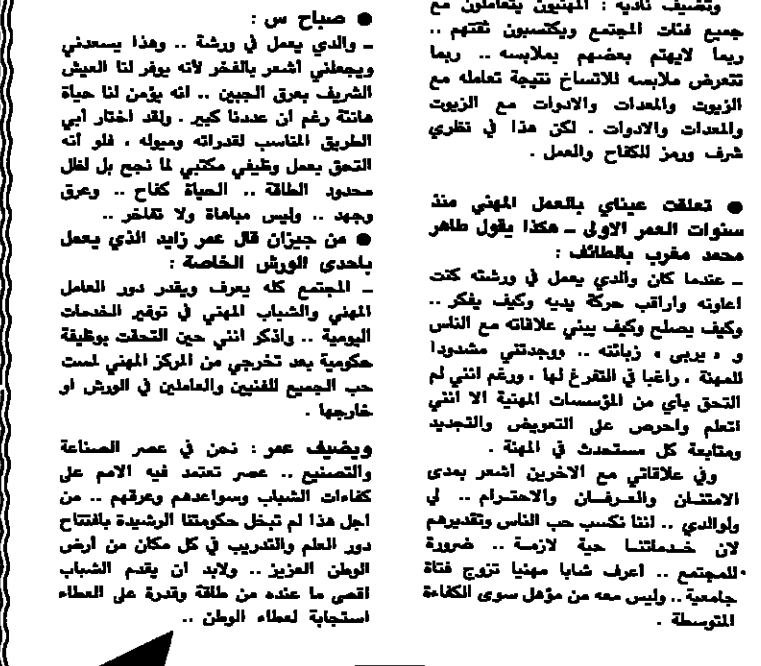 وتضيف نادية : المهنيون يتعاملون مع
جميع فئات المجتمع ويكتسبون ثقتهم ..
ربما لايهتم بعضهم بملابسه .. ربما
تتعرض ملابسه للاتساخ نتيجة تعامله مع
الزيوت والمعدات والادوات مع الزيوت
والمعدات والادوات . لكن هذا في نظري
شرف ورمز للكفاح والعمل .
● تعلقت عيناي بالعمل المهني منذ
سنوات العمر الاولى ــ هكذا يقول طاهر
محمد مغرب بالطائف :
ــ عندما كان والدي يعمل في ورشته كنت
اعاونه واراقب حركة يديه وكيف يفكر ..
وكيف يصلح وكيف يبني علاقاته مع الناس
و « يربي » زبائنه .. ووجدتني مشدودا
للمهنة ، راغبا في التفرغ لها ، ورغم انني لم
التحق بأي من المؤسسات المهنية الا انني
اتعلم واحرص على التعويض والتجديد
ومتابعة كل مستحدث في المهنة .
وفي علاقاتي مع الاخرين أشعر بمدى
الامتنان والعرفان والاحترام .. لي
ولوالدي .. اننا نكسب حب الناس وتقديرهم
لان خدماتنا حية لازمة .. ضرورة
للمجتمع .. اعرف شابا مهنيا تزوج فتاة
جامعية .. وليس معه من مؤهل سوى الكفاءة
المتوسطة .
● صباح س :
ــ والدي يعمل في ورشة .. وهذا يسعدني
ويجعلني أشعر بالفخر لأنه يوفر لنا العيش
الشريف بعرق الجبين .. انه يؤمن لنا حياة
هانئة رغم ان عددنا كبير . ولقد اختار أبي
الطريق المناسب لقدراته وميوله ، فلو أنه
التحق بعمل وظيفي مكتبي لما نجح بل لظل
محدود الطاقة .. الحياة كفاح .. وعرق
وجهد .. وليس مباهاة ولا تفاخر ..
● من جيزان قال عمر زايد الذي يعمل
باحدى الورش الخاصة :
ــ المجتمع كله يعرف ويقدر دور العامل
المهني والشباب المهني في توفير الخدمات
اليومية .. واذكر انني حين التحقت بوظيفة
حكومية بعد تخرجي من المركز المهني لمست
حب الجميع للفنيين والعاملين في الورش او
خارجها .
ويضيف عمر : نحن في عصر الصناعة
والتصنيع .. عصر تعتمد فيه الامم على
كفاءات الشباب وسواعدهم وعرقهم .. من
اجل هذا لم تبخل حكومتنا الرشيدة بافتتاح
دور العلم والتدريب في كل مكان من أرض
الوطن العزيز .. ولابد ان يقدم الشباب
اقصى ما عنده من طاقة وقدرة على العطاء
استجابة لعطاء الوطن ..